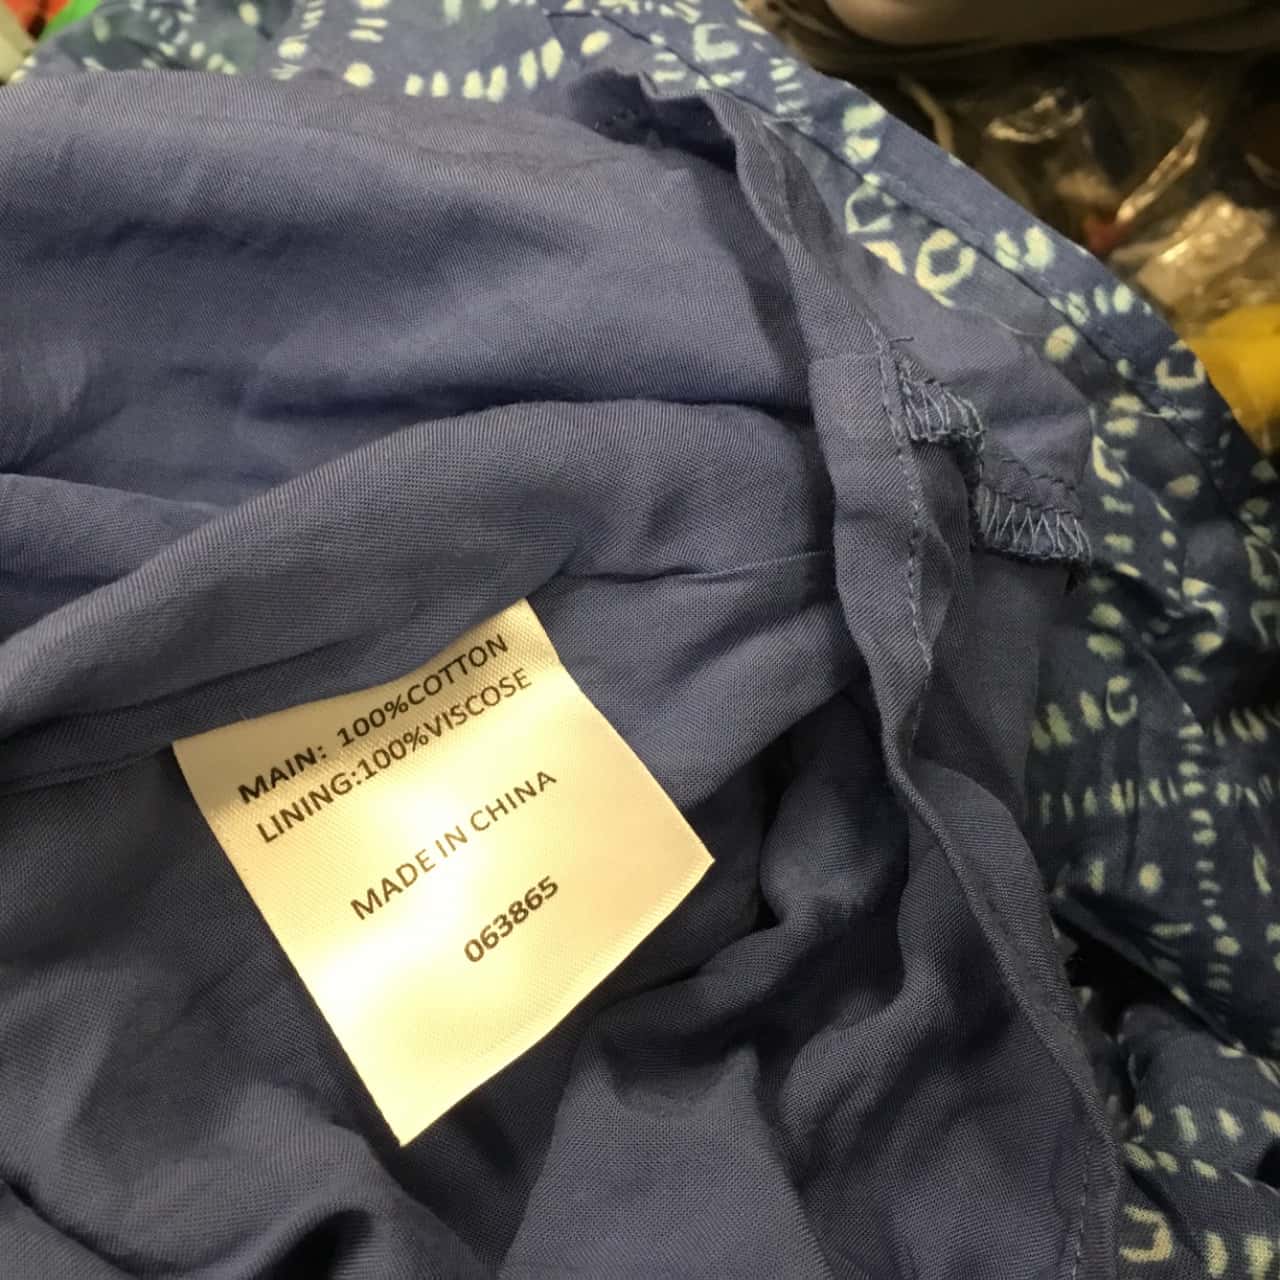 MAIN: 100%COTTON
LINING:100%VISCOSE
MADE IN CHINA
063865